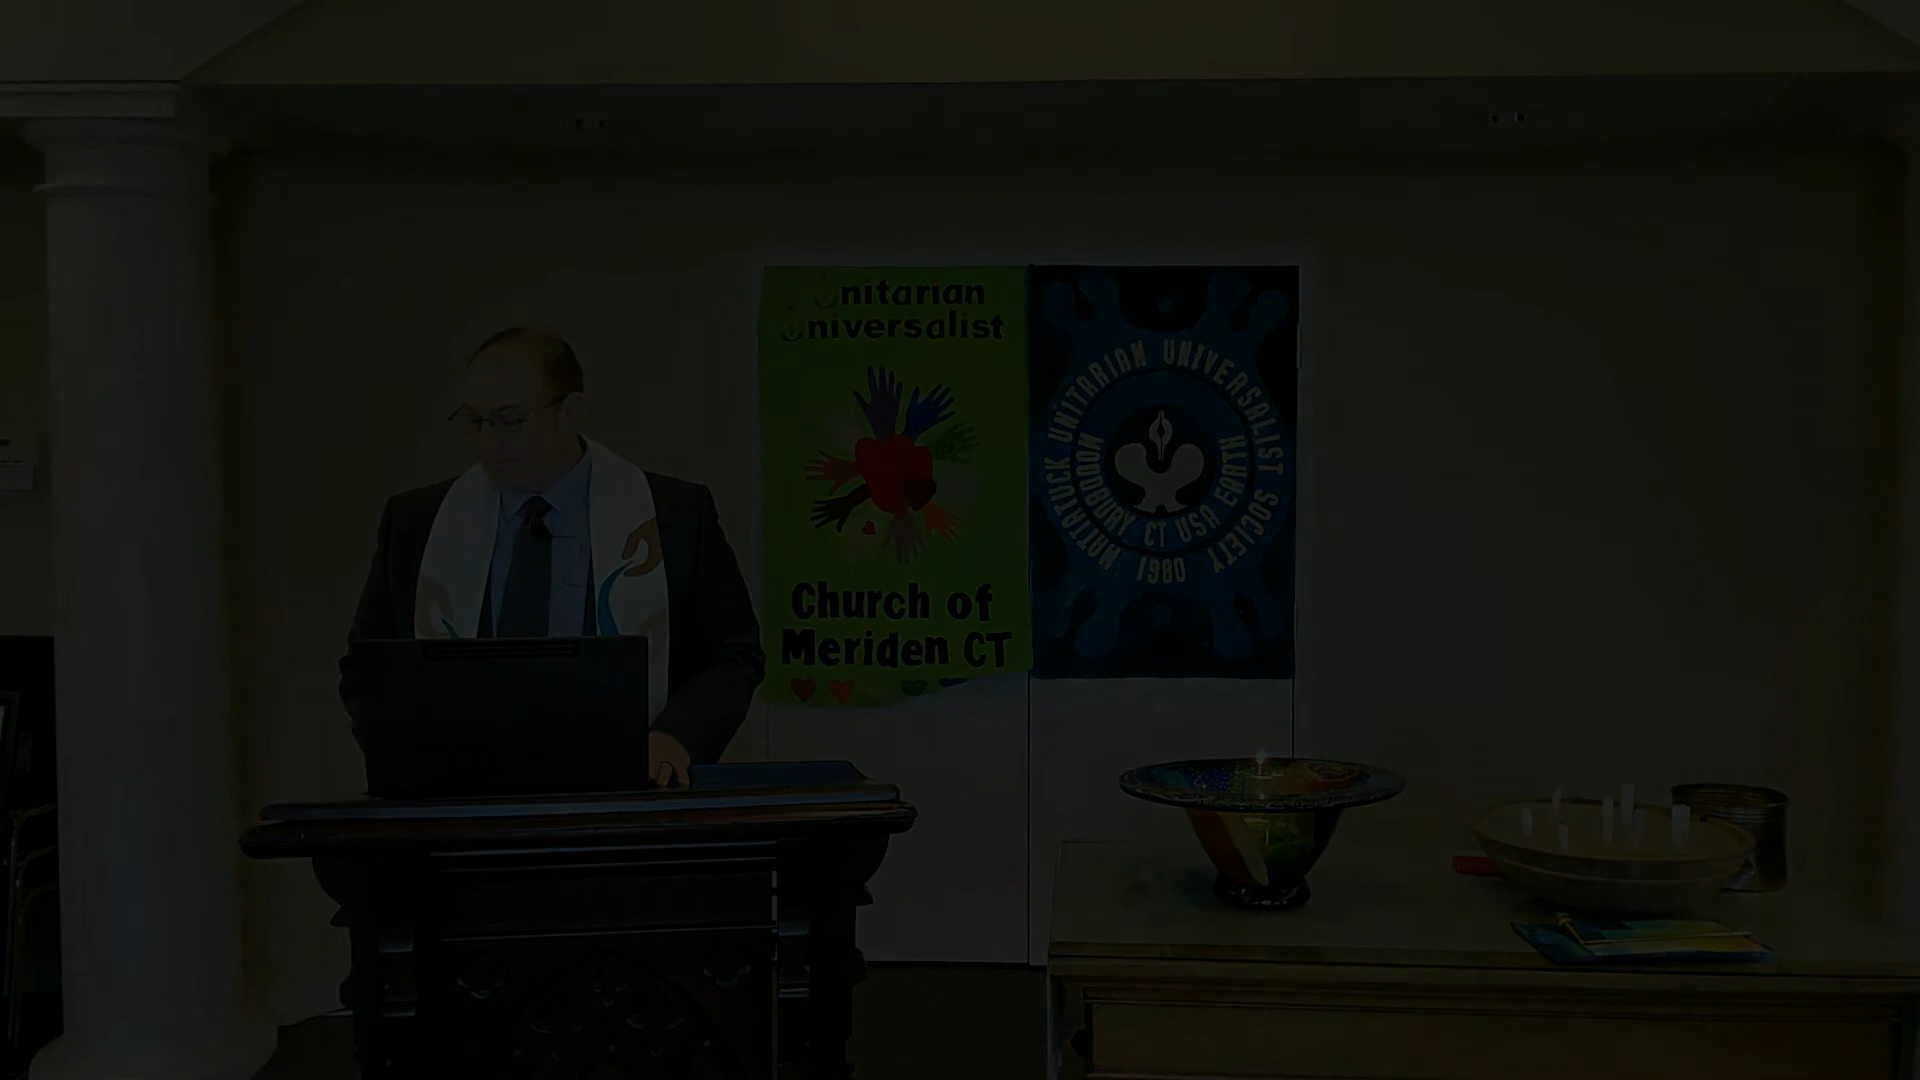 Unitarian
Universalist
Church of
Meriden CT
MATTATUCK UNITARIAN UNIVERSALIST SOCIETY
WOODBURY CT USA EARTH
1980